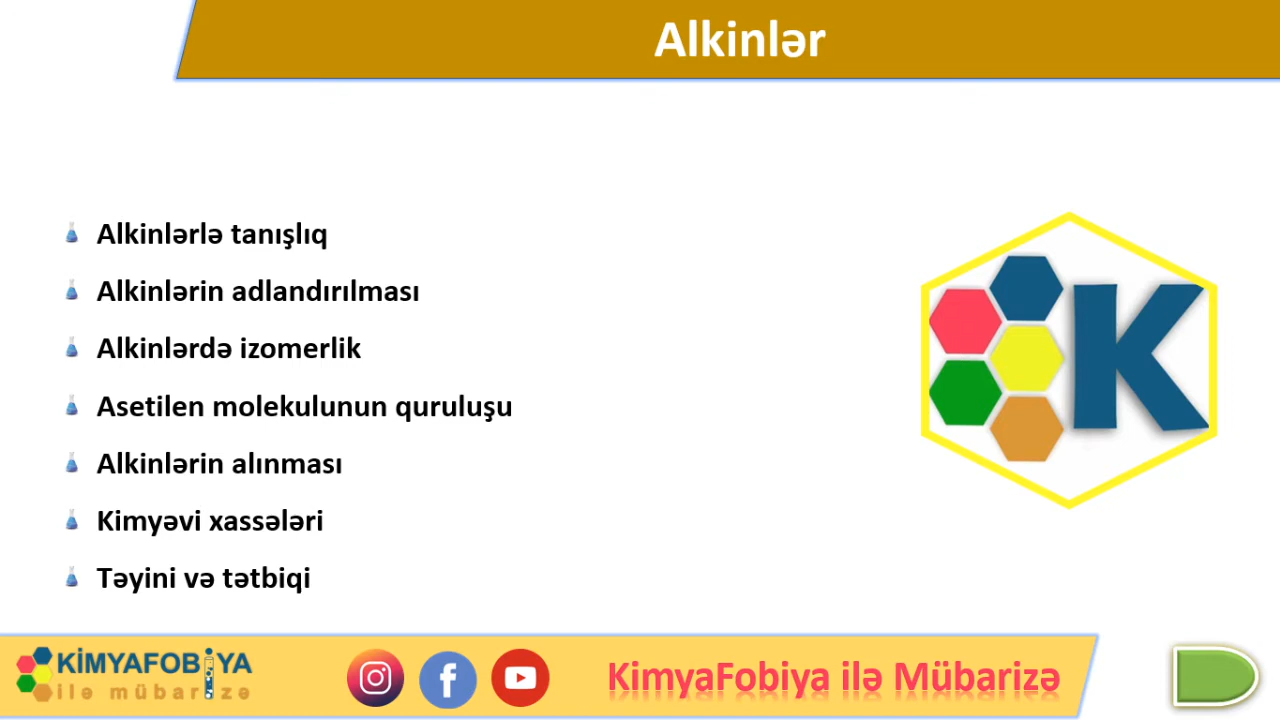 Alkinlər
Alkinlərlə tanışlıq
Alkinlərin adlandırılması
Alkinlərdə izomerlik
Asetilen molekulunun quruluşu
Alkinlərin alınması
Kimyəvi xassələri
Təyini və tətbiqi
K
KİMYAFOBİYA
ilə mübarizə
KimyaFobiya ilə Mübarizə